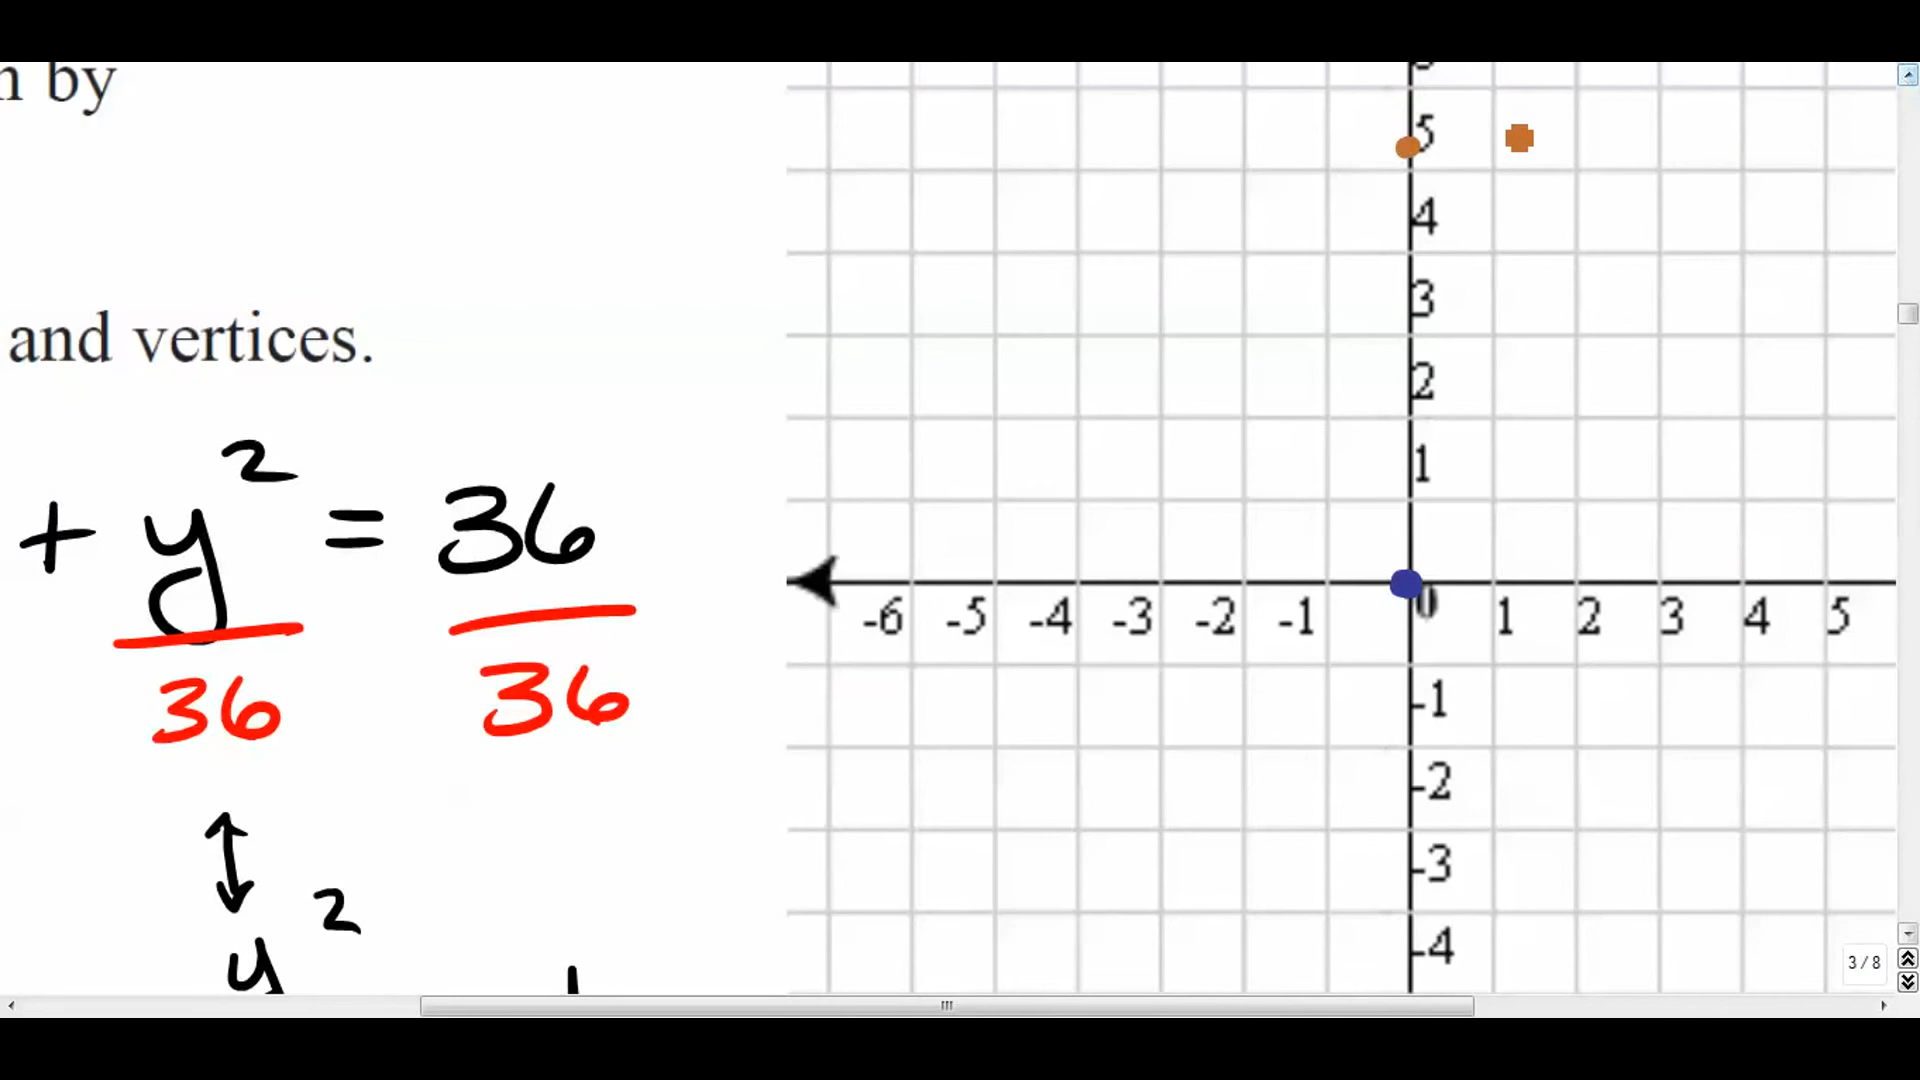 n by
and vertices.
+ y² = 36
36 36
y²
5
4
3
2
1
0
-6 -5 -4 -3 -2 -1 1 2 3 4 5
-1
-2
-3
-4
3 / 8